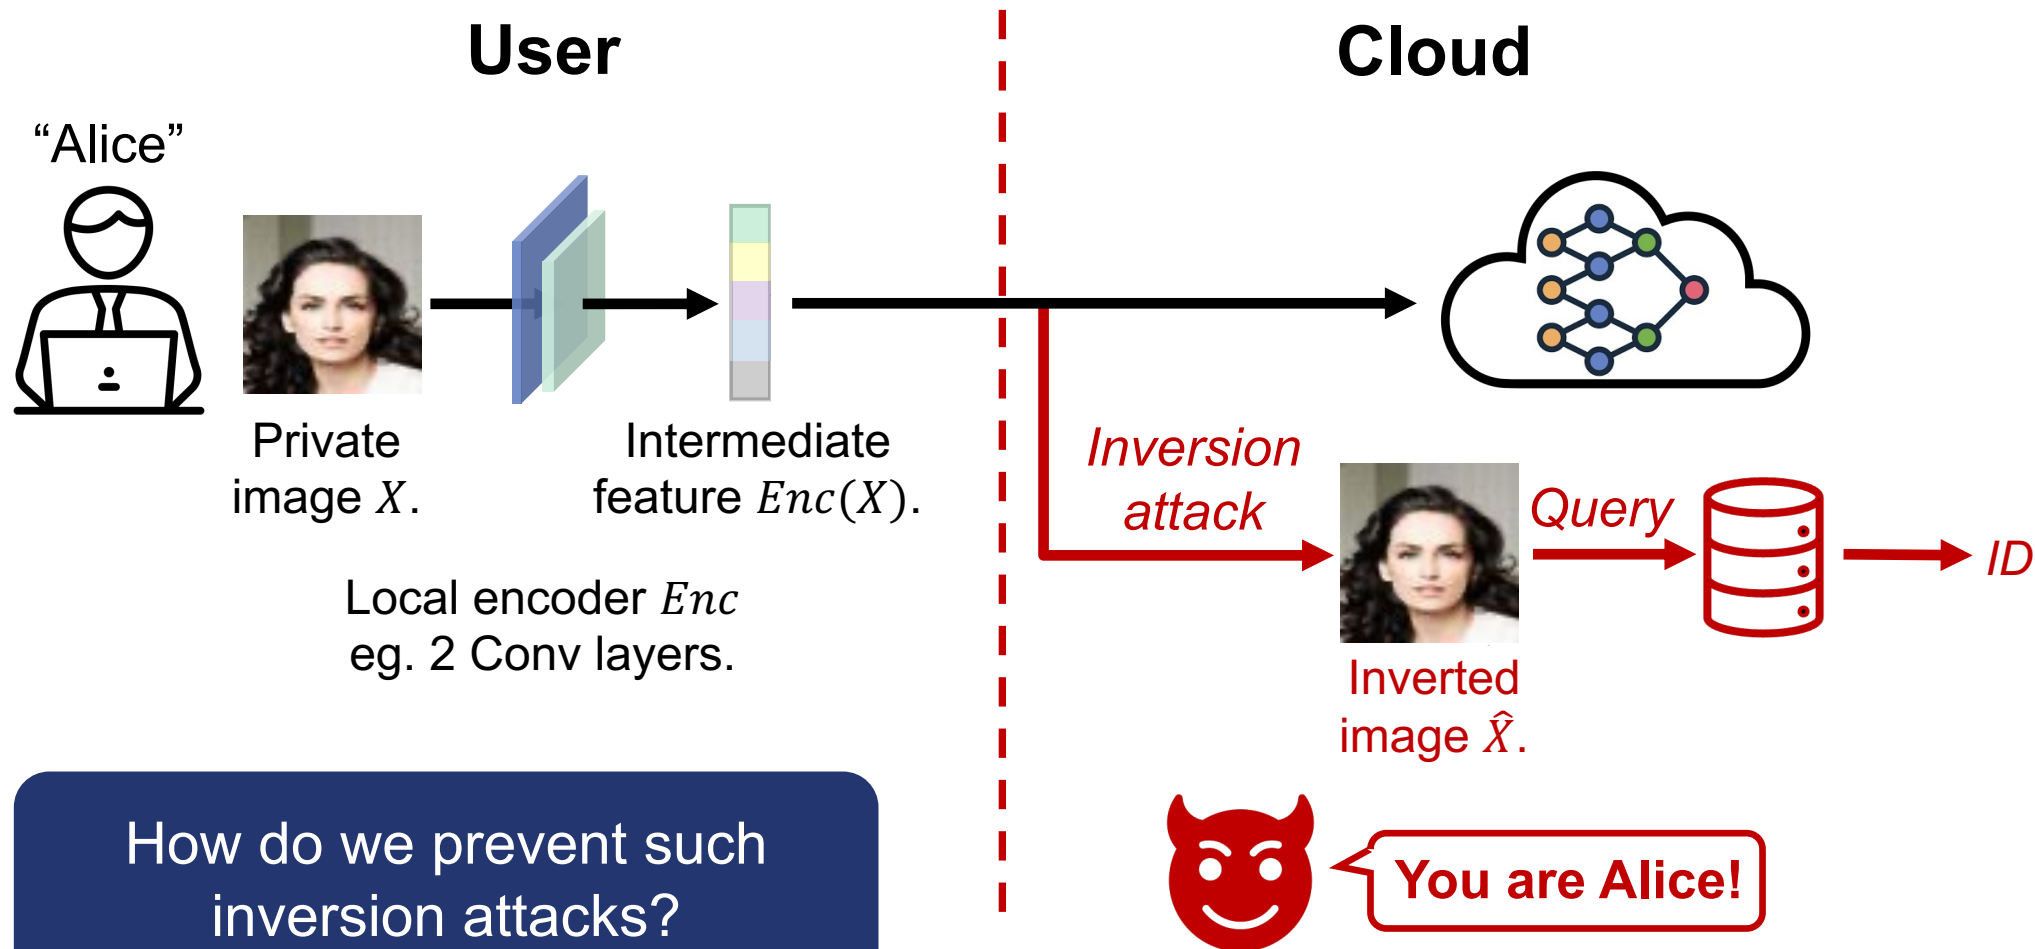 User
Cloud
“Alice”
Private
image X.
Intermediate
feature Enc(X).
Local encoder Enc
eg. 2 Conv layers.
Inversion
attack
Query
ID
Inverted
image X̂.
How do we prevent such
inversion attacks?
You are Alice!